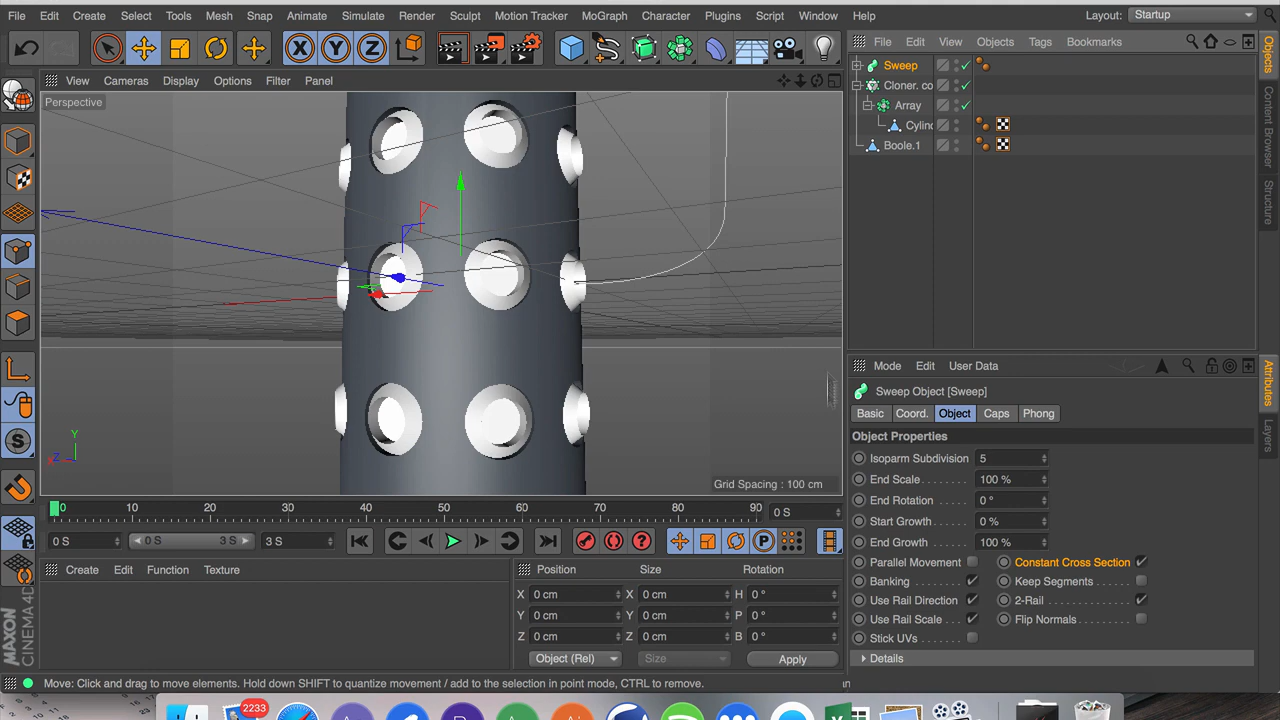 File Edit Create Select Tools Mesh Snap Animate Simulate Render Sculpt Motion Tracker MoGraph Character Plugins Script Window Help Layout: Startup
X Y Z
File Edit View Objects Tags Bookmarks
View Cameras Display Options Filter Panel
Perspective
Sweep
Cloner. co
Array
Cylind
Boole.1
Objects
Content Browser
Structure
Y
Z X
Grid Spacing : 100 cm
0 10 20 30 40 50 60 70 80 90 0 S
0 S 0 S 3 S 3 S
Create Edit Function Texture
Position Size Rotation
X 0 cm X 0 cm H 0 °
Y 0 cm Y 0 cm P 0 °
Z 0 cm Z 0 cm B 0 °
Object (Rel) Size Apply
Mode Edit User Data
Sweep Object [Sweep]
Basic Coord. Object Caps Phong
Object Properties
Isoparm Subdivision 5
End Scale 100 %
End Rotation 0 °
Start Growth 0 %
End Growth 100 %
Parallel Movement Constant Cross Section
Banking Keep Segments
Use Rail Direction 2-Rail
Use Rail Scale Flip Normals
Stick UVs
Details
Attributes
Layers
MAXON CINEMA 4D
Move: Click and drag to move elements. Hold down SHIFT to quantize movement / add to the selection in point mode, CTRL to remove.
2233